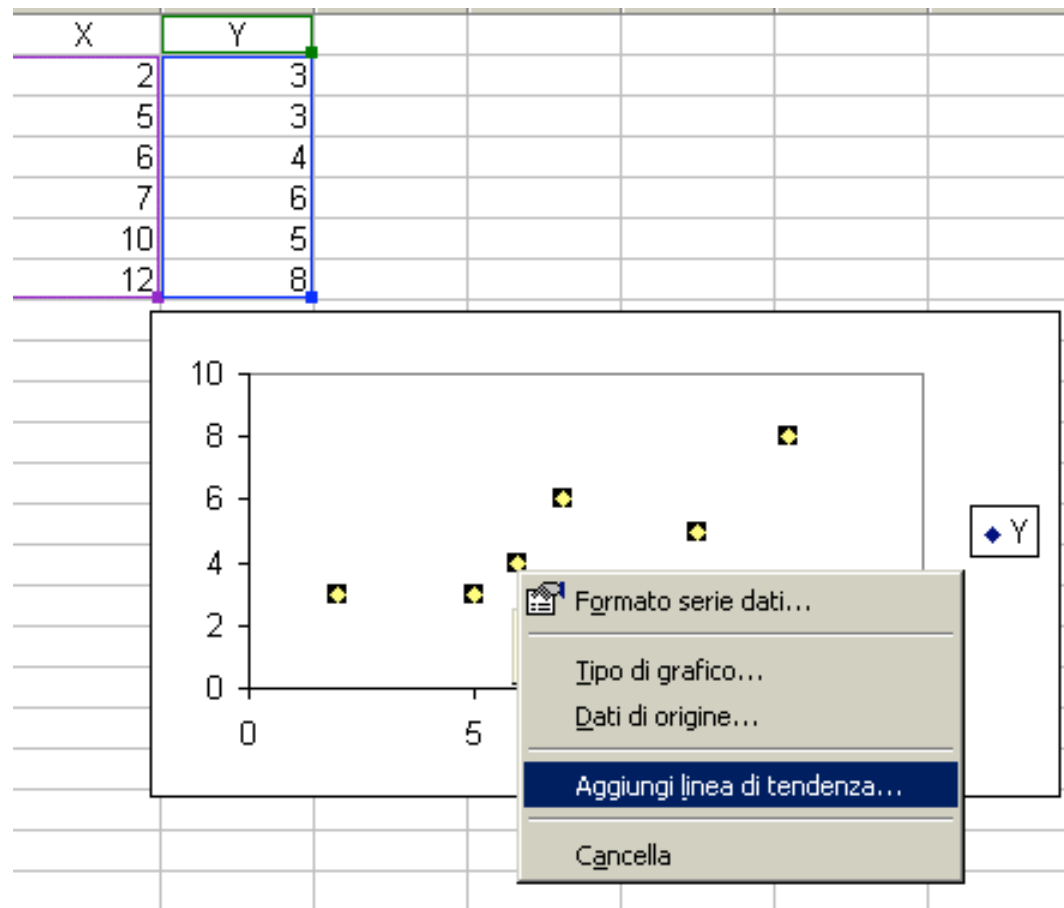 X Y
2 3
5 3
6 4
7 6
10 5
12 8
10
8
6
4
2
0
0 5
Y
Formato serie dati...
Tipo di grafico...
Dati di origine...
Aggiungi linea di tendenza...
Cancella